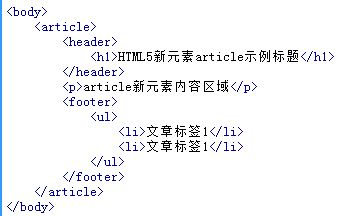 <body>
    <article>
        <header>
            <h1>HTML5新元素article示例标题</h1>
        </header>
        <p>article新元素内容区域</p>
        <footer>
            <ul>
                <li>文章标签1</li>
                <li>文章标签1</li>
            </ul>
        </footer>
    </article>
</body>